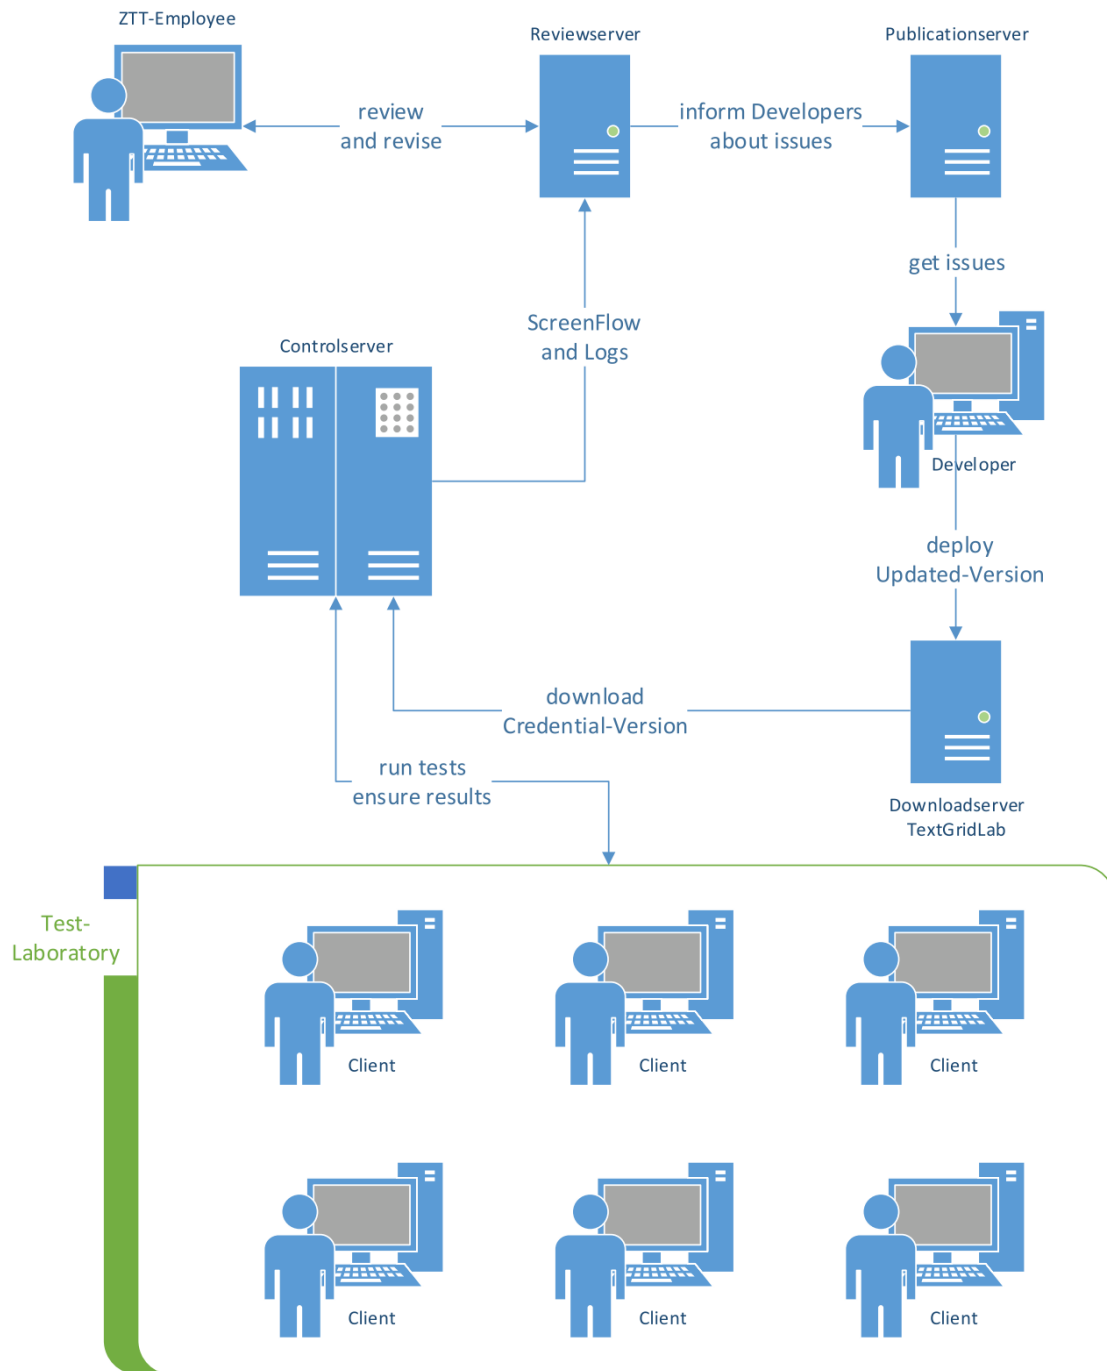 ZTT-Employee
Reviewserver
Publicationserver
review
and revise
inform Developers
about issues
get issues
ScreenFlow
and Logs
Controlserver
Developer
deploy
Updated-Version
download
Credential-Version
run tests
ensure results
Downloadserver
TextGridLab
Test-
Laboratory
Client
Client
Client
Client
Client
Client